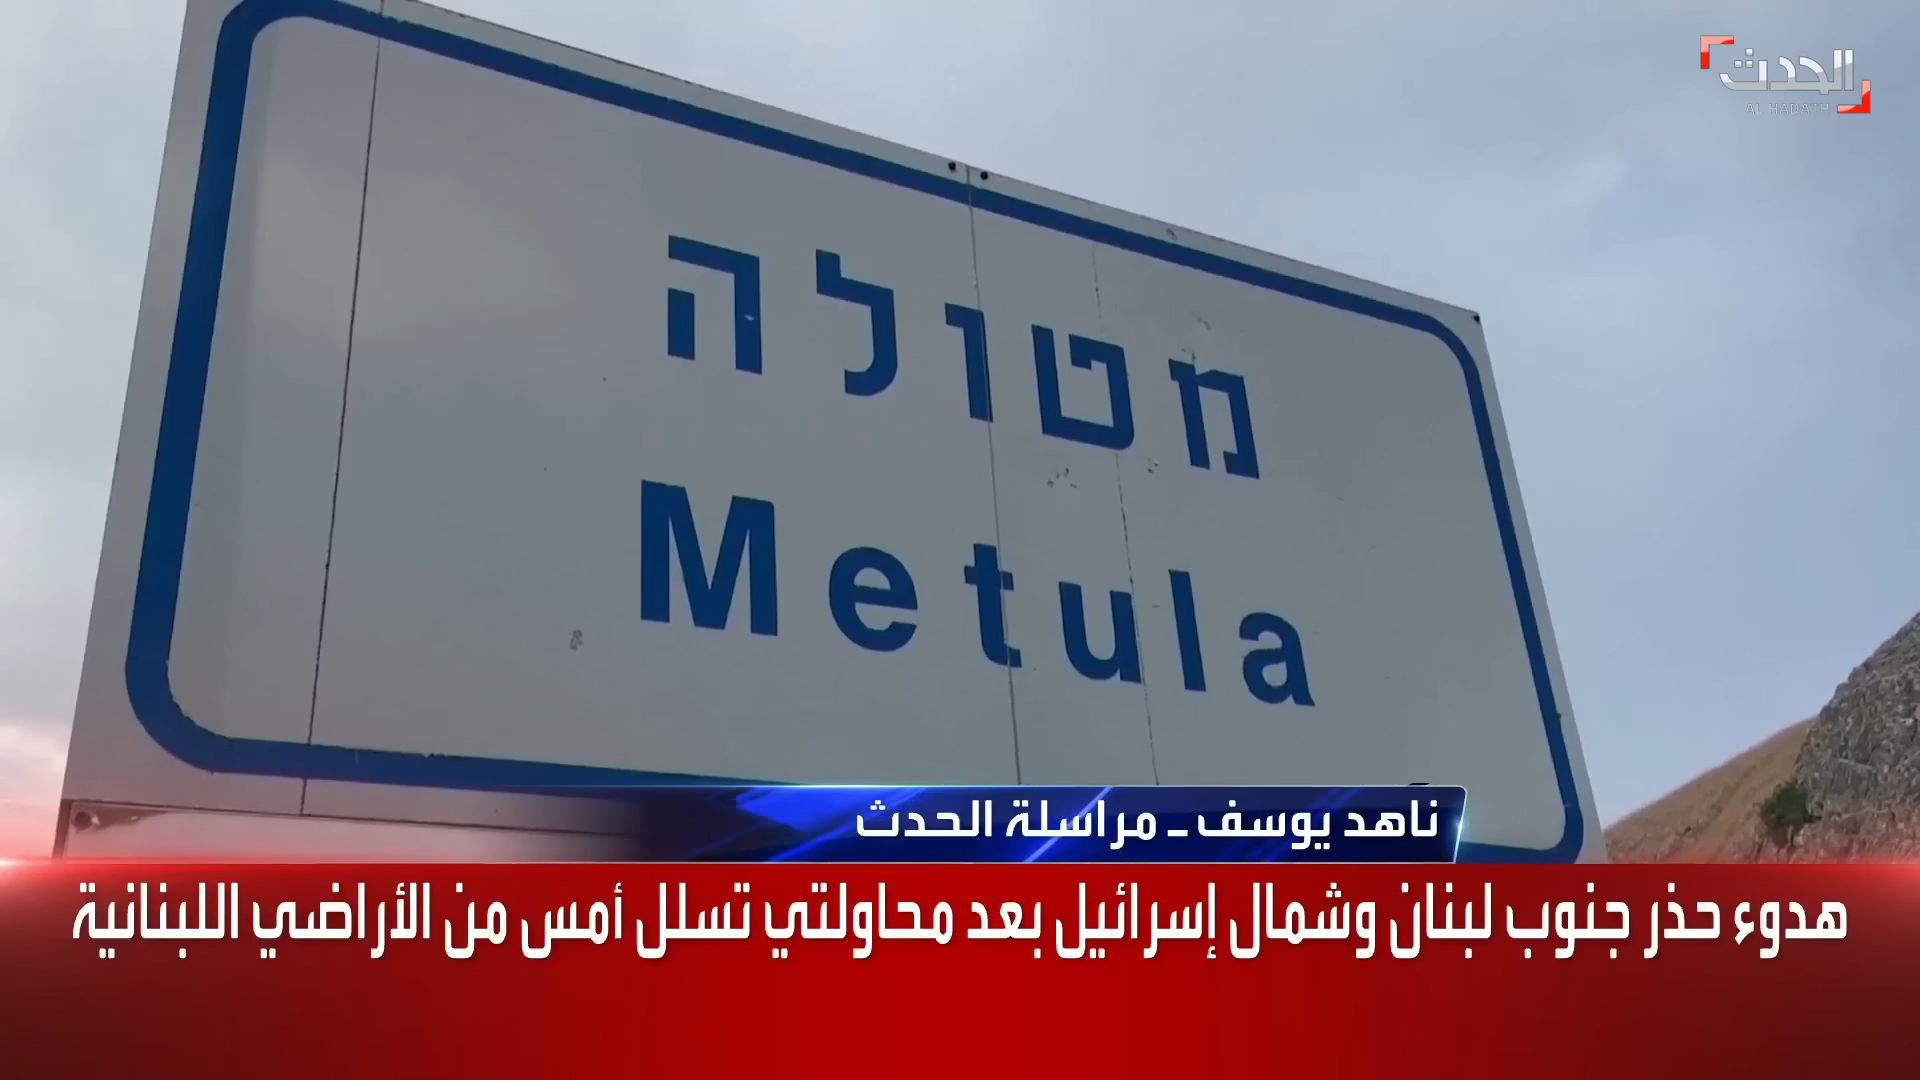 الحدث
AL HADATH
מטולה
Metula
ناهد يوسف - مراسلة الحدث
هدوء حذر جنوب لبنان وشمال إسرائيل بعد محاولتي تسلل أمس من الأراضي اللبنانية